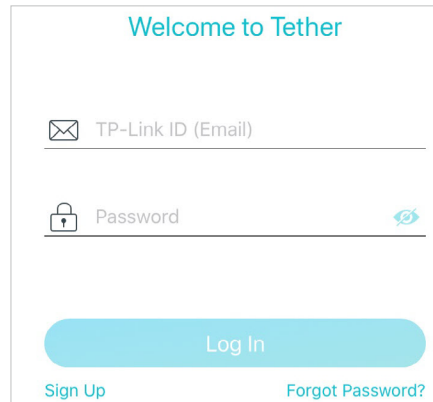 Welcome to Tether
TP-Link ID (Email)
Password
Log In
Sign Up Forgot Password?